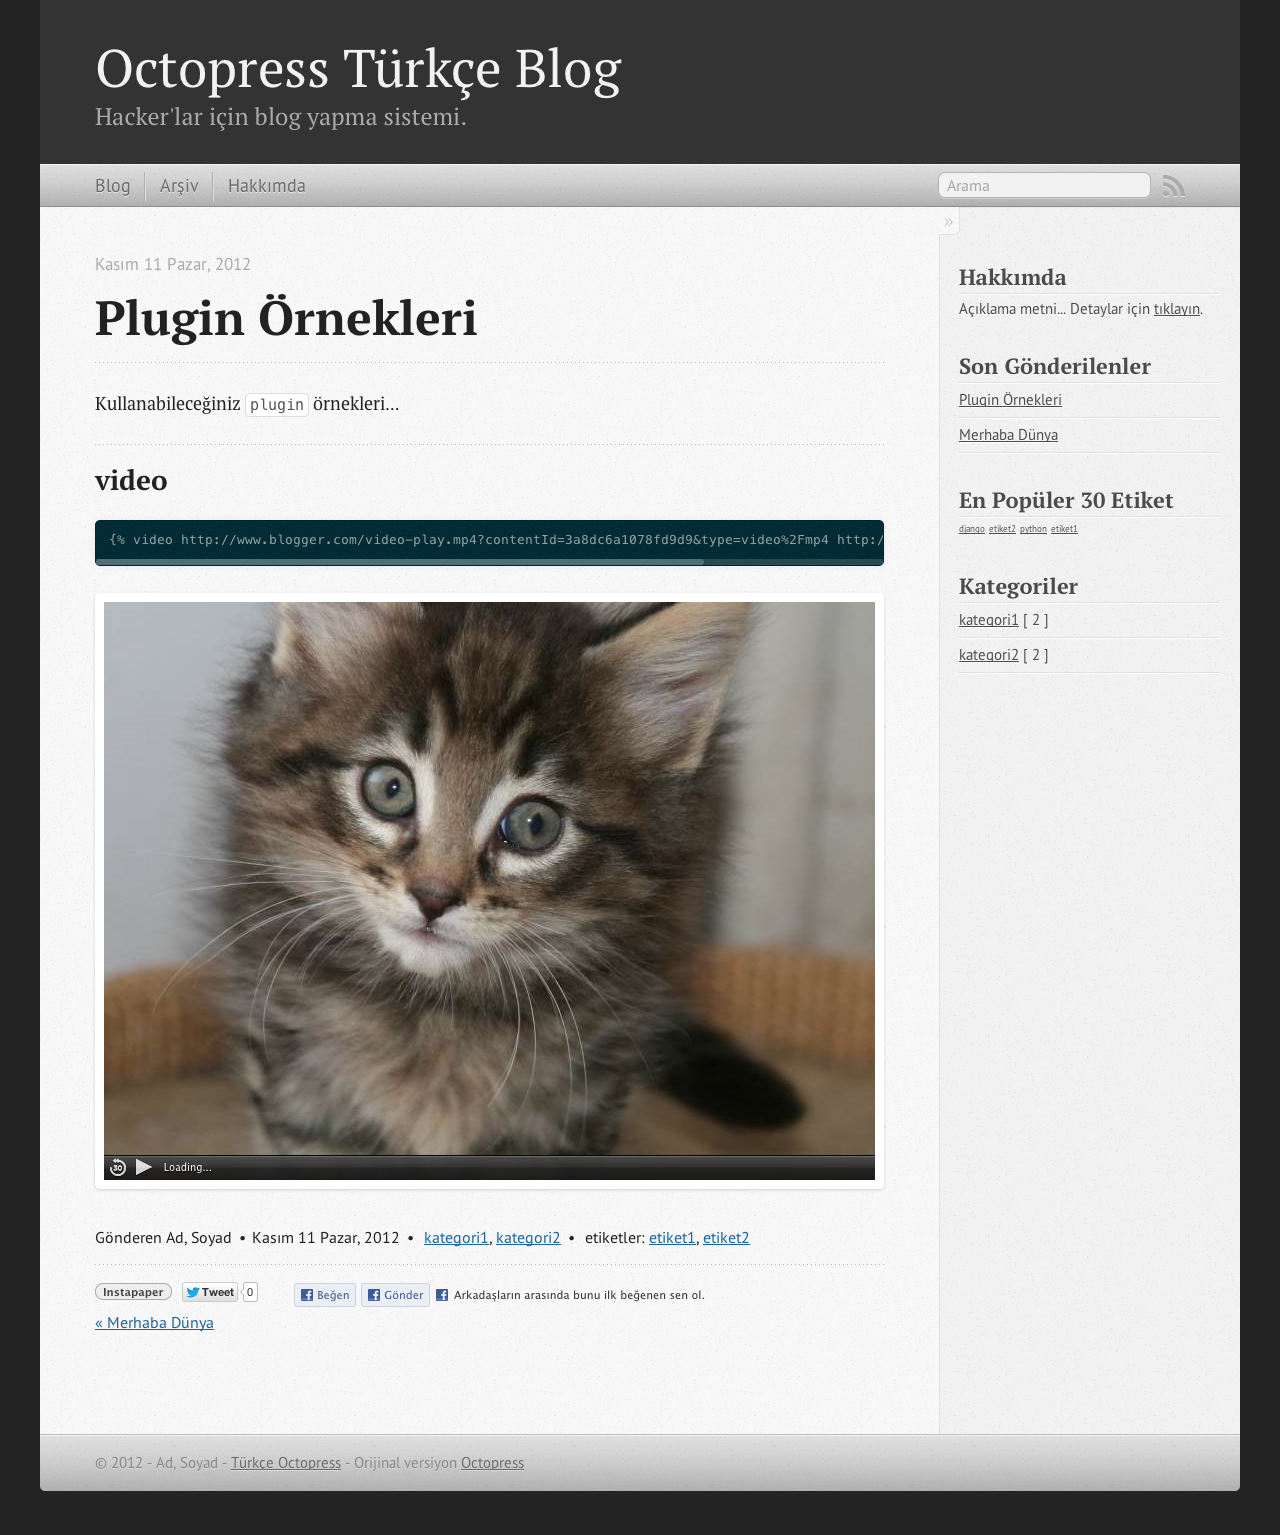 Octopress Türkçe Blog
Hacker'lar için blog yapma sistemi.
Blog
Arşiv
Hakkımda
Arama
»
Kasım 11 Pazar, 2012
Plugin Örnekleri
Kullanabileceğiniz plugin örnekleri...
video
{% video http://www.blogger.com/video-play.mp4?contentId=3a8dc6a1078fd9d9&type=video%2Fmp4 http:/
30
Loading...
Gönderen Ad, Soyad • Kasım 11 Pazar, 2012 • kategori1, kategori2 • etiketler: etiket1, etiket2
Instapaper
Tweet
0
Beğen
Gönder
Arkadaşların arasında bunu ilk beğenen sen ol.
« Merhaba Dünya
Hakkımda
Açıklama metni... Detaylar için tıklayın.
Son Gönderilenler
Plugin Örnekleri
Merhaba Dünya
En Popüler 30 Etiket
django etiket2 python etiket1
Kategoriler
kategori1 [ 2 ]
kategori2 [ 2 ]
© 2012 - Ad, Soyad - Türkçe Octopress - Orijinal versiyon Octopress